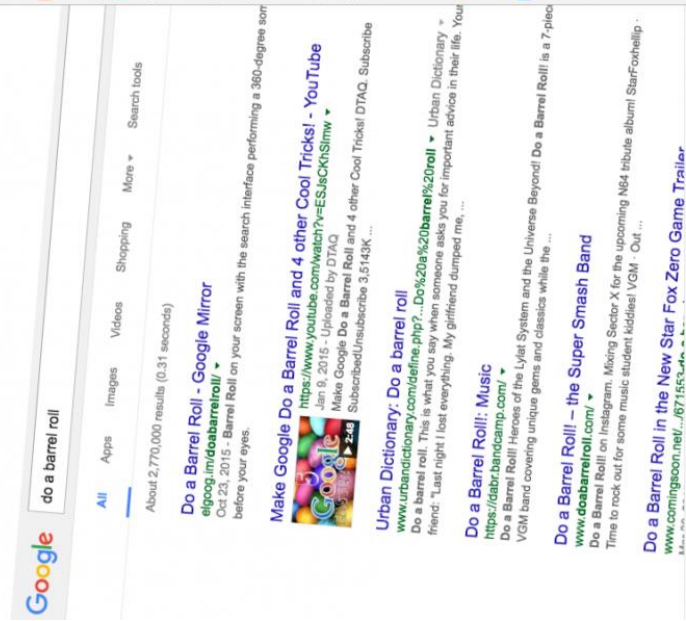 Google do a barrel roll
All Apps Images Videos Shopping More Search tools
About 2,770,000 results (0.31 seconds)
Do a Barrel Roll - Google Mirror
elgoog.im/doabarrelroll/
Oct 23, 2015 - Barrel Roll on your screen with the search interface performing a 360-degree som
before your eyes.
Make Google Do a Barrel Roll and 4 other Cool Tricks! - YouTube
https://www.youtube.com/watch?v=ESJsCKhSlmw
Jan 9, 2015 - Uploaded by DTAQ
Make Google Do a Barrel Roll and 4 other Cool Tricks! DTAQ. Subscribe
SubscribedUnsubscribe 3,5143K ...
Google
2:48
Urban Dictionary: Do a barrel roll
www.urbandictionary.com/define.php?...Do%20a%20barrel%20roll Urban Dictionary
Do a barrel roll. This is what you say when someone asks you for important advice in their life. Your
friend: "Last night I lost everything. My girlfriend dumped me, ...
Do a Barrel Roll!: Music
https://dabr.bandcamp.com/
Do a Barrel Roll! Heroes of the Lylat System and the Universe Beyond! Do a Barrel Roll! is a 7-piece
VGM band covering unique gems and classics while the ...
Do a Barrel Roll! – the Super Smash Band
www.doabarrelroll.com/
Do a Barrel Roll! on Instagram. Mixing Sector X for the upcoming N64 tribute album! StarFoxhellip ·
Time to rock out for some music student kiddies! VGM · Out ...
Do a Barrel Roll in the New Star Fox Zero Game Trailer
www.comingsoon.net/.../671553-do-a-